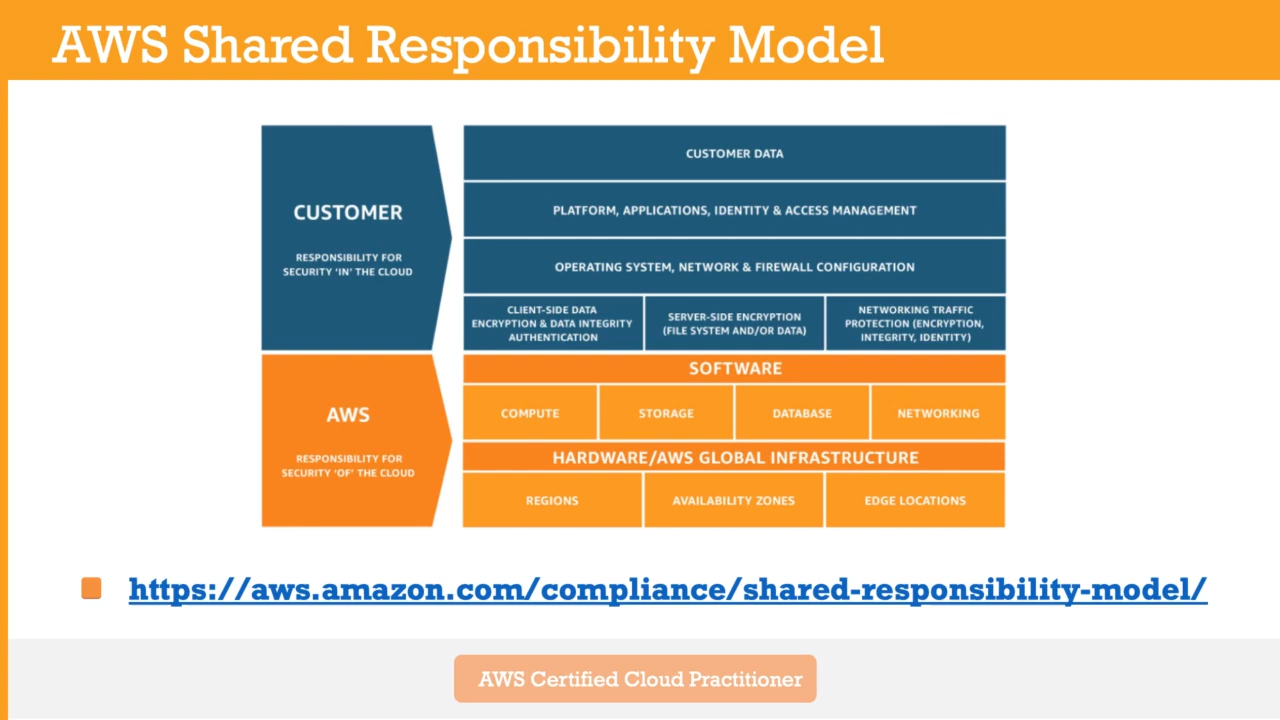 AWS Shared Responsibility Model
CUSTOMER
RESPONSIBILITY FOR
SECURITY ‘IN’ THE CLOUD
CUSTOMER DATA
PLATFORM, APPLICATIONS, IDENTITY & ACCESS MANAGEMENT
OPERATING SYSTEM, NETWORK & FIREWALL CONFIGURATION
CLIENT-SIDE DATA
ENCRYPTION & DATA INTEGRITY
AUTHENTICATION
SERVER-SIDE ENCRYPTION
(FILE SYSTEM AND/OR DATA)
NETWORKING TRAFFIC
PROTECTION (ENCRYPTION,
INTEGRITY, IDENTITY)
AWS
RESPONSIBILITY FOR
SECURITY ‘OF’ THE CLOUD
SOFTWARE
COMPUTE
STORAGE
DATABASE
NETWORKING
HARDWARE/AWS GLOBAL INFRASTRUCTURE
REGIONS
AVAILABILITY ZONES
EDGE LOCATIONS
https://aws.amazon.com/compliance/shared-responsibility-model/
AWS Certified Cloud Practitioner